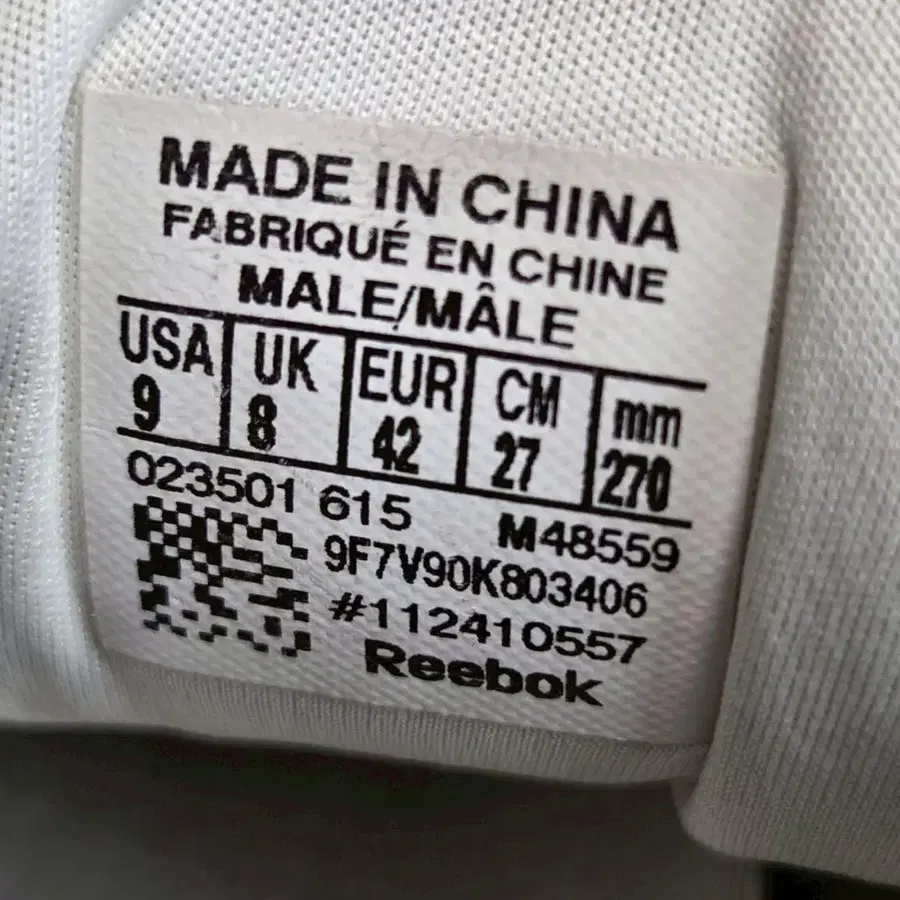 MADE IN CHINA
FABRIQUÉ EN CHINE
MALE/MÂLE
USA UK EUR CM mm
9 8 42 27 270
023501 615 M48559
9F7V90K803406
#112410557
Reebok